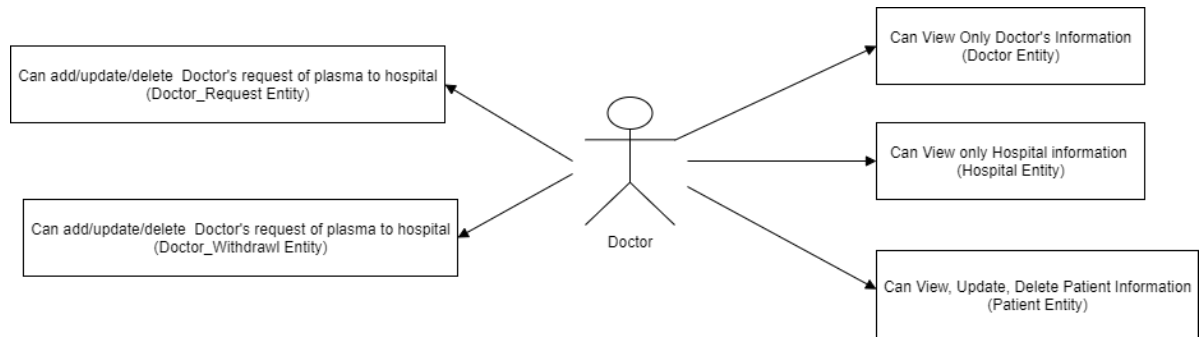 Can add/update/delete  Doctor's request of plasma to hospital
(Doctor_Request Entity)
Can add/update/delete  Doctor's request of plasma to hospital
(Doctor_Withdrawl Entity)
Doctor
Can View Only Doctor's Information
(Doctor Entity)
Can View only Hospital information
(Hospital Entity)
Can View, Update, Delete Patient Information
(Patient Entity)